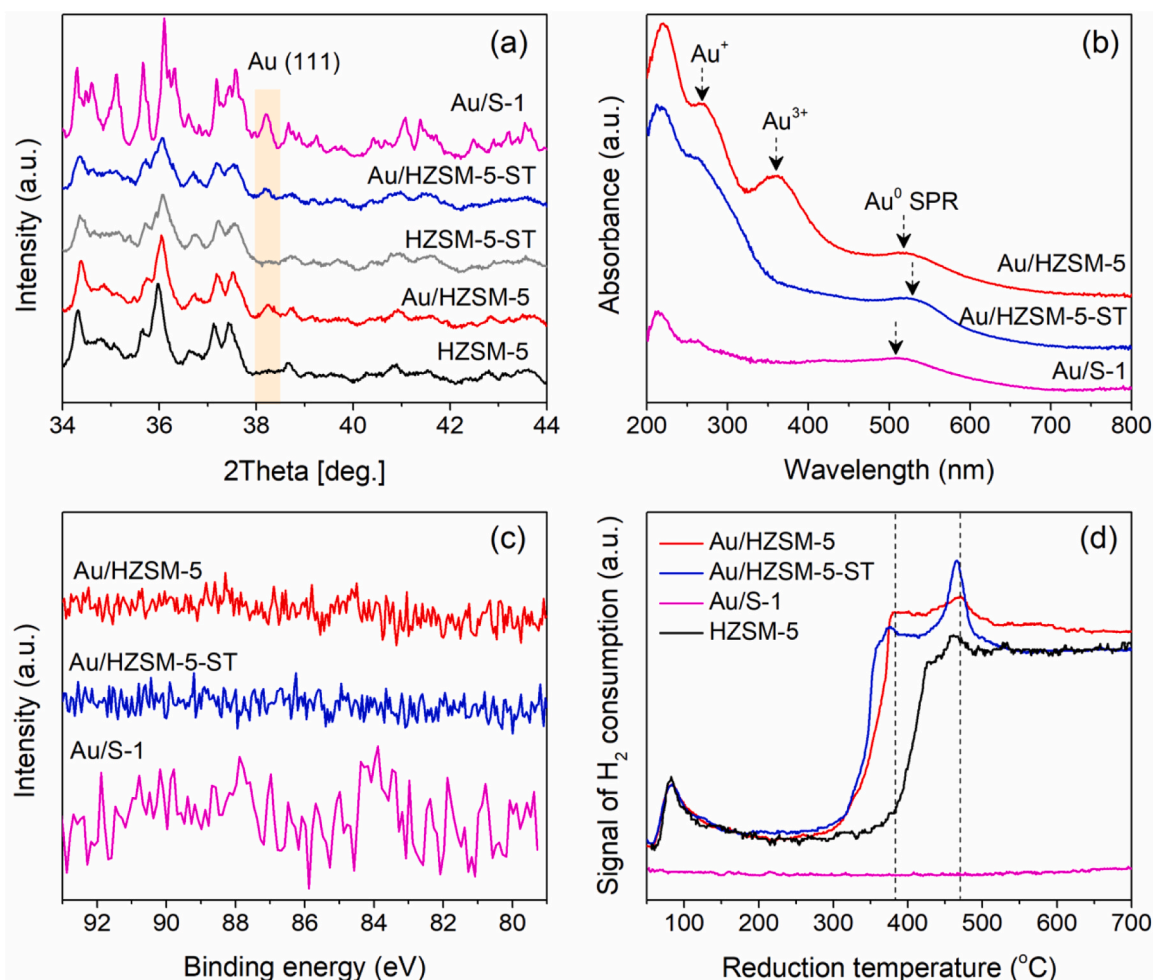 (a)
Au (111)
Au/S-1
Au/HZSM-5-ST
HZSM-5-ST
Au/HZSM-5
HZSM-5
Intensity (a.u.)
34 36 38 40 42 44
2Theta [deg.]
(b)
Au⁺
Au³⁺
Au⁰ SPR
Au/HZSM-5
Au/HZSM-5-ST
Au/S-1
Absorbance (a.u.)
200 300 400 500 600 700 800
Wavelength (nm)
(c)
Au/HZSM-5
Au/HZSM-5-ST
Au/S-1
Intensity (a.u.)
92 90 88 86 84 82 80
Binding energy (eV)
(d)
Au/HZSM-5
Au/HZSM-5-ST
Au/S-1
HZSM-5
Signal of H₂ consumption (a.u.)
100 200 300 400 500 600 700
Reduction temperature (°C)